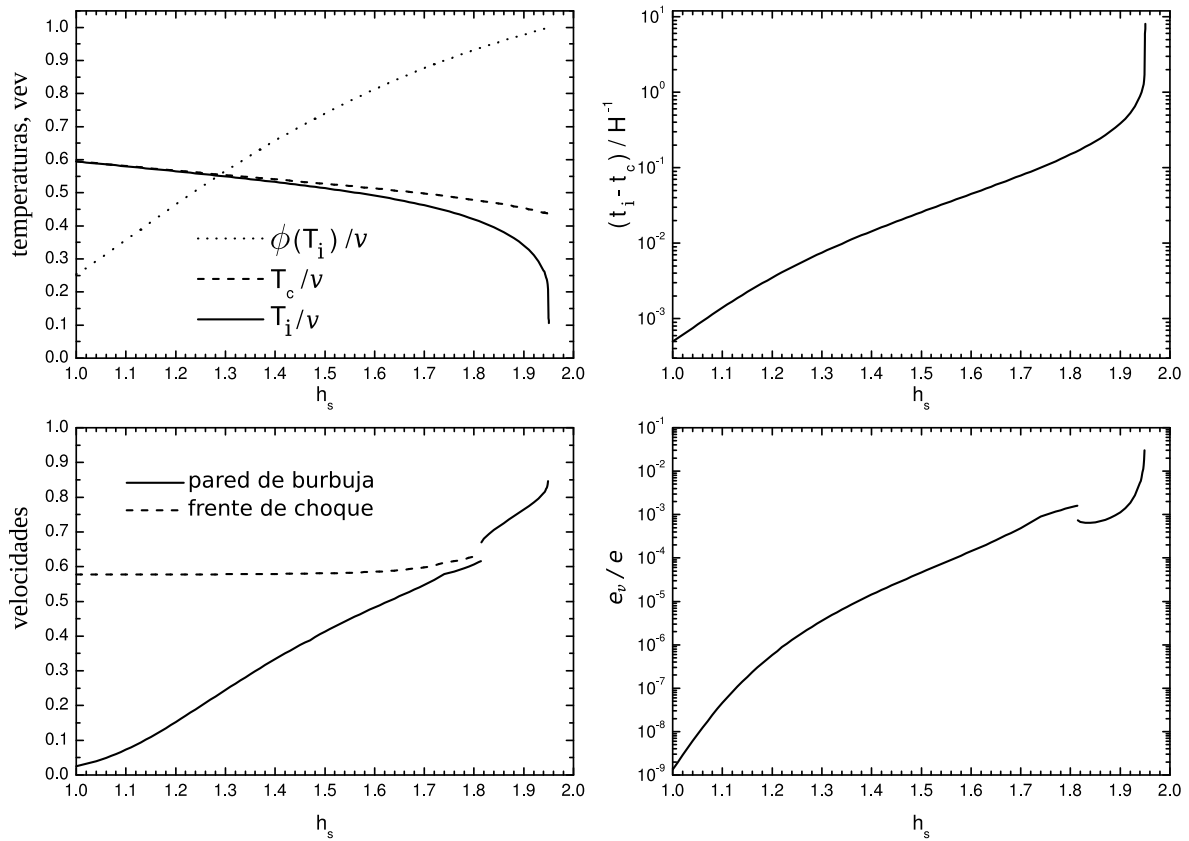 temperaturas, vev
1.0
0.9
0.8
0.7
0.6
0.5
0.4
0.3
0.2
0.1
0.0
ϕ(T_i)/v
T_c/v
T_i/v
1.0 1.1 1.2 1.3 1.4 1.5 1.6 1.7 1.8 1.9 2.0
h_s
(t_i - t_c) / H^-1
10^1
10^0
10^-1
10^-2
10^-3
1.0 1.1 1.2 1.3 1.4 1.5 1.6 1.7 1.8 1.9 2.0
h_s
velocidades
0.9
0.8
0.7
0.6
0.5
0.4
0.3
0.2
0.1
0.0
pared de burbuja
frente de choque
1.0 1.1 1.2 1.3 1.4 1.5 1.6 1.7 1.8 1.9 2.0
h_s
e_v / e
10^-1
10^-2
10^-3
10^-4
10^-5
10^-6
10^-7
10^-8
10^-9
1.0 1.1 1.2 1.3 1.4 1.5 1.6 1.7 1.8 1.9 2.0
h_s